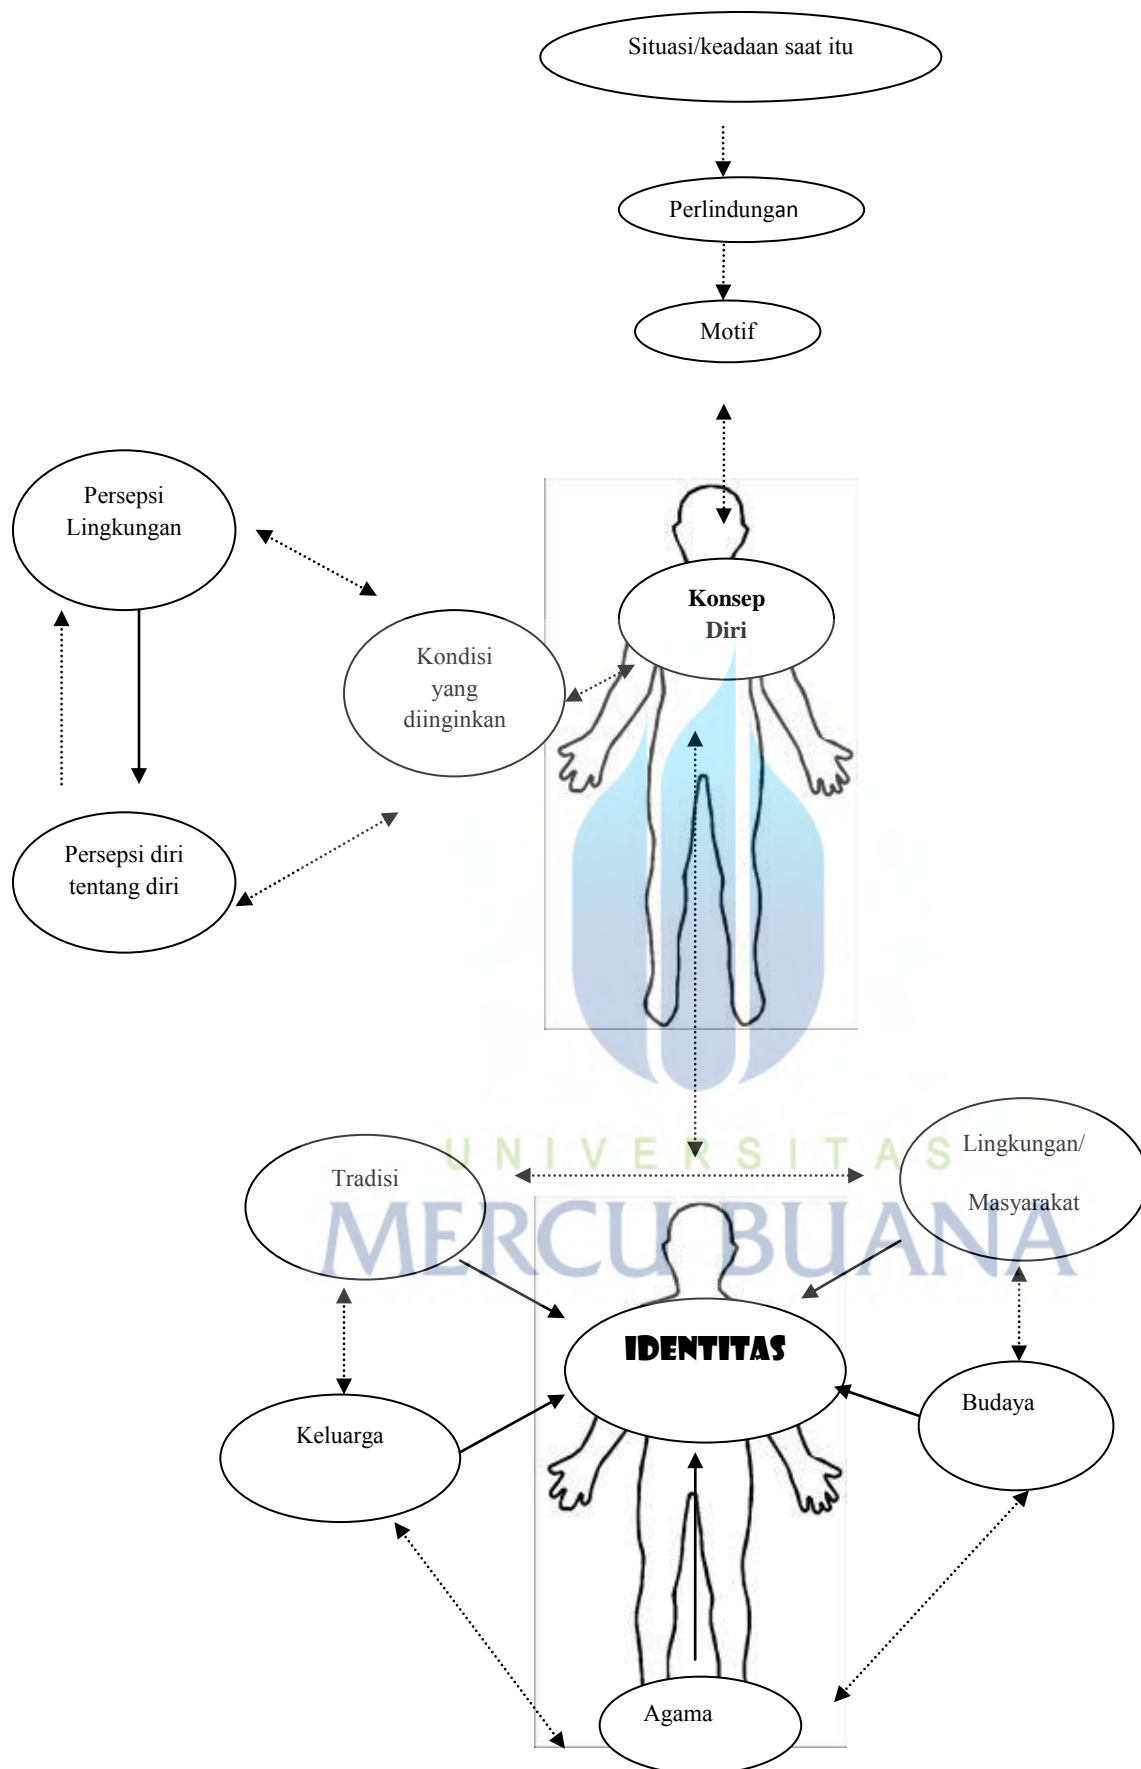 Situasi/keadaan saat itu
Perlindungan
Motif
Persepsi
Lingkungan
Konsep
Diri
Kondisi
yang
diinginkan
Persepsi diri
tentang diri
UNIVERSITAS
MERCU BUANA
Tradisi
Lingkungan/
Masyarakat
IDENTITAS
Keluarga
Budaya
Agama